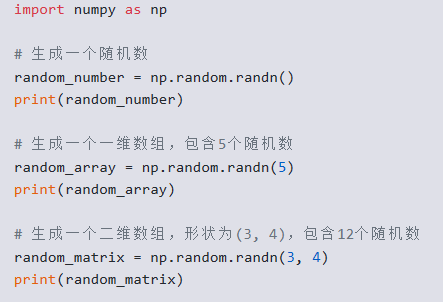 import numpy as np
# 生成一个随机数
random_number = np.random.randn()
print(random_number)
# 生成一个一维数组，包含5个随机数
random_array = np.random.randn(5)
print(random_array)
# 生成一个二维数组，形状为(3, 4)，包含12个随机数
random_matrix = np.random.randn(3, 4)
print(random_matrix)